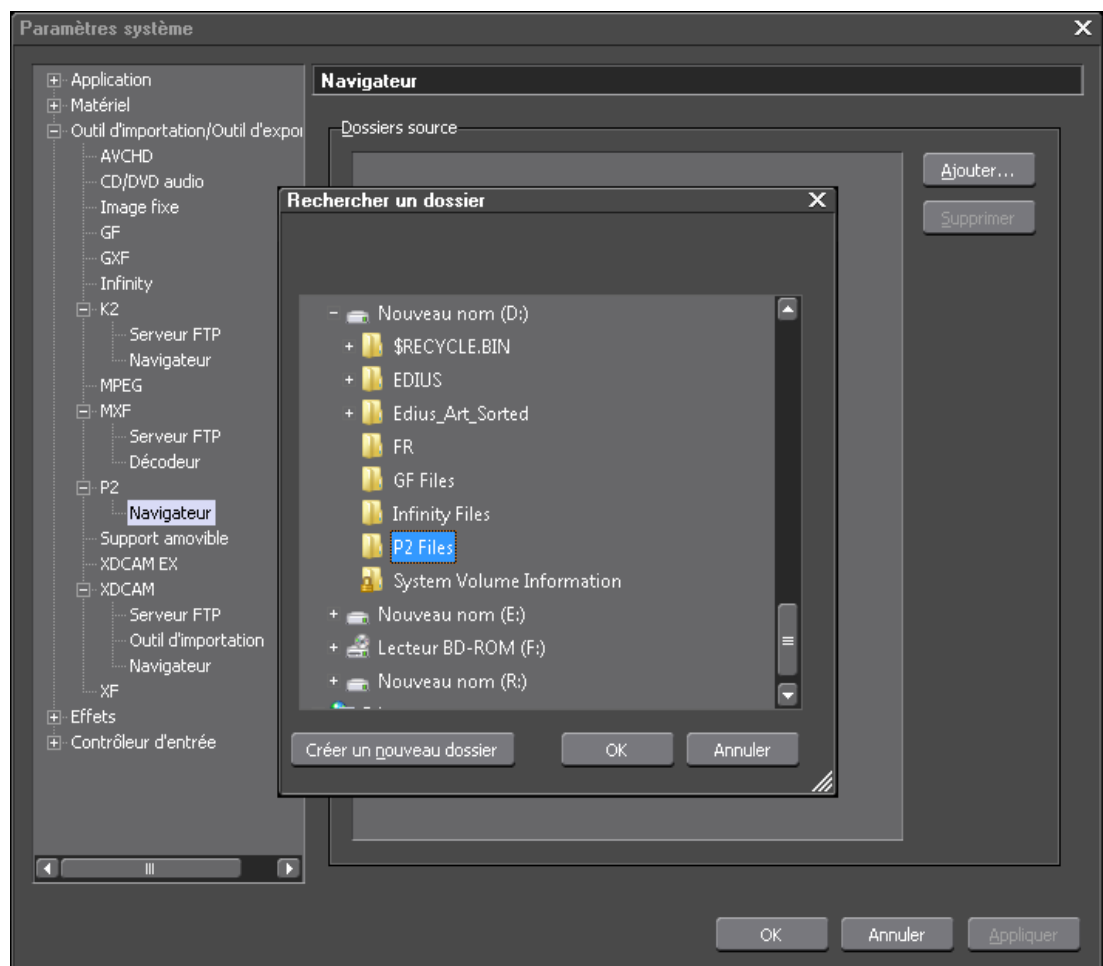 Paramètres système
Application
Matériel
Outil d'importation/Outil d'expor
AVCHD
CD/DVD audio
Image fixe
GF
GXF
Infinity
K2
Serveur FTP
Navigateur
MPEG
MXF
Serveur FTP
Décodeur
P2
Navigateur
Support amovible
XDCAM EX
XDCAM
Serveur FTP
Outil d'importation
Navigateur
XF
Effets
Contrôleur d'entrée
Navigateur
Dossiers source
Ajouter...
Supprimer
Rechercher un dossier
Nouveau nom (D:)
$RECYCLE.BIN
EDIUS
Edius_Art_Sorted
FR
GF Files
Infinity Files
P2 Files
System Volume Information
Nouveau nom (E:)
Lecteur BD-ROM (F:)
Nouveau nom (R:)
Créer un nouveau dossier
OK
Annuler
OK
Annuler
Appliquer